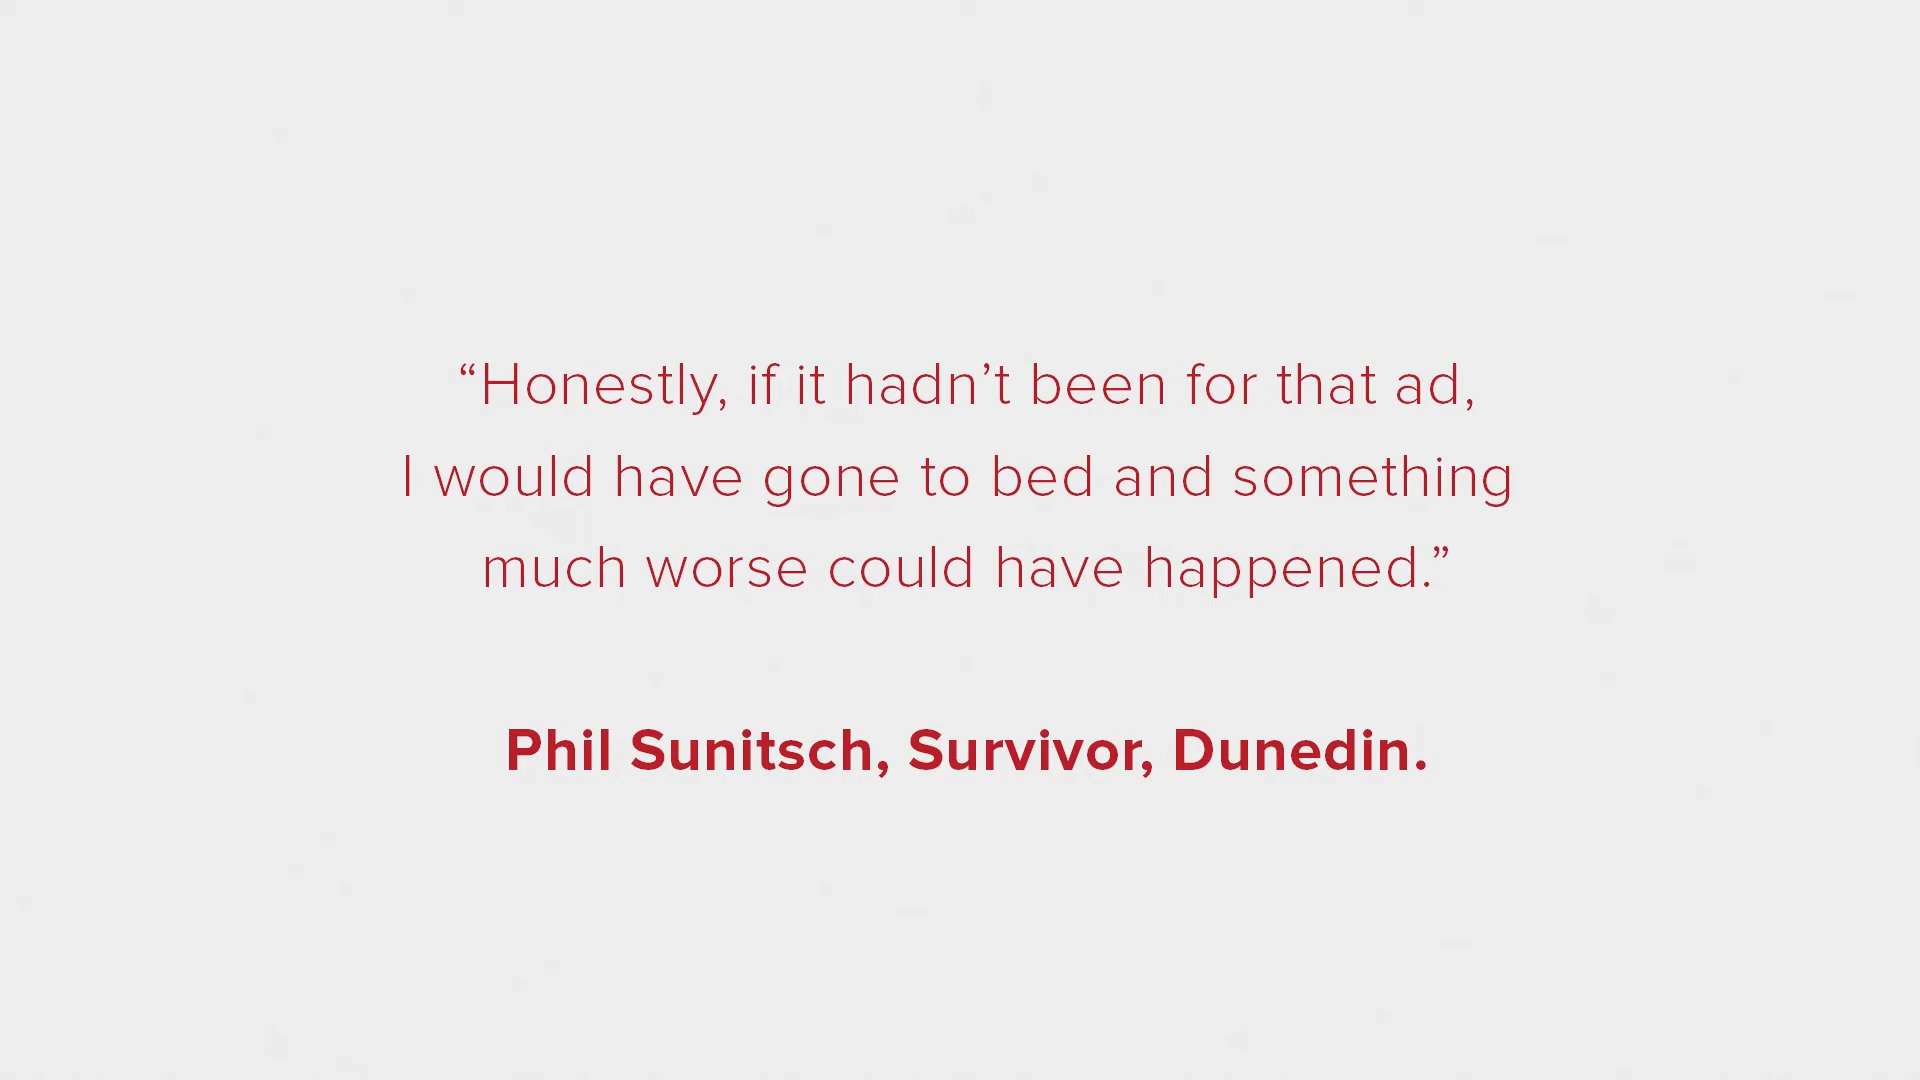 “Honestly, if it hadn’t been for that ad,
I would have gone to bed and something
much worse could have happened.”
Phil Sunitsch, Survivor, Dunedin.